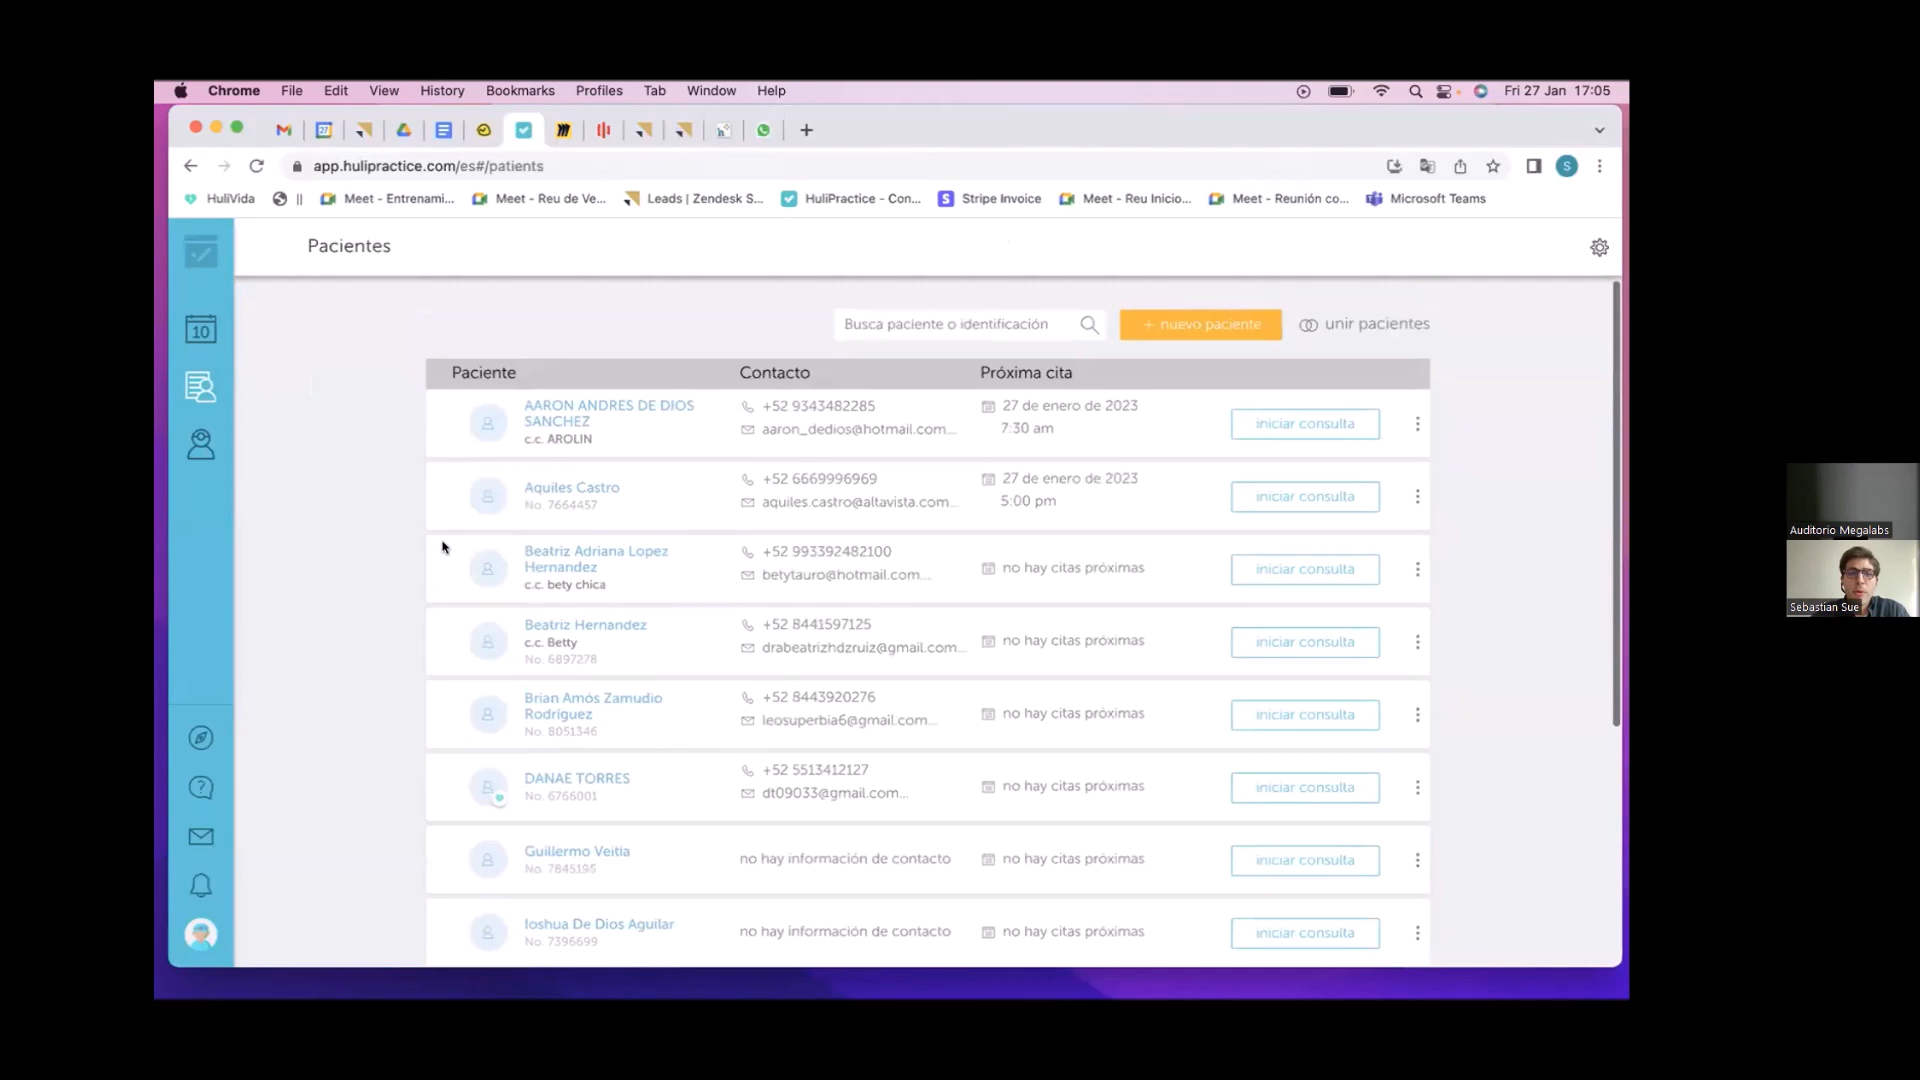 Chrome File Edit View History Bookmarks Profiles Tab Window Help Fri 27 Jan 17:05
app.hulipractice.com/es#/patients S
HuliVida || Meet - Entrenami... Meet - Reu de Ve... Leads | Zendesk S... HuliPractice - Con... S Stripe Invoice Meet - Reu Inicio... Meet - Reunión co... Microsoft Teams
Pacientes
10
Busca paciente o identificación + nuevo paciente unir pacientes
Paciente Contacto Próxima cita
AARON ANDRES DE DIOS
SANCHEZ
c.c. AROLIN
+52 9343482285
aaron_dedios@hotmail.com...
27 de enero de 2023
7:30 am
iniciar consulta
Aquiles Castro
No. 7664457
+52 6669996969
aquiles.castro@altavista.com...
27 de enero de 2023
5:00 pm
iniciar consulta
Beatriz Adriana Lopez
Hernandez
c.c. bety chica
+52 993392482100
betytauro@hotmail.com...
no hay citas próximas
iniciar consulta
Beatriz Hernandez
c.c. Betty
No. 6897278
+52 8441597125
drabeatrizhdzruiz@gmail.com...
no hay citas próximas
iniciar consulta
Brian Amós Zamudio
Rodríguez
No. 8051346
+52 8443920276
leosuperbia6@gmail.com...
no hay citas próximas
iniciar consulta
DANAE TORRES
No. 6766001
+52 5513412127
dt09033@gmail.com...
no hay citas próximas
iniciar consulta
Guillermo Veitia
No. 7845195
no hay información de contacto
no hay citas próximas
iniciar consulta
Ioshua De Dios Aguilar
No. 7396699
no hay información de contacto
no hay citas próximas
iniciar consulta
Auditorio Megalabs
Sebastian Sue